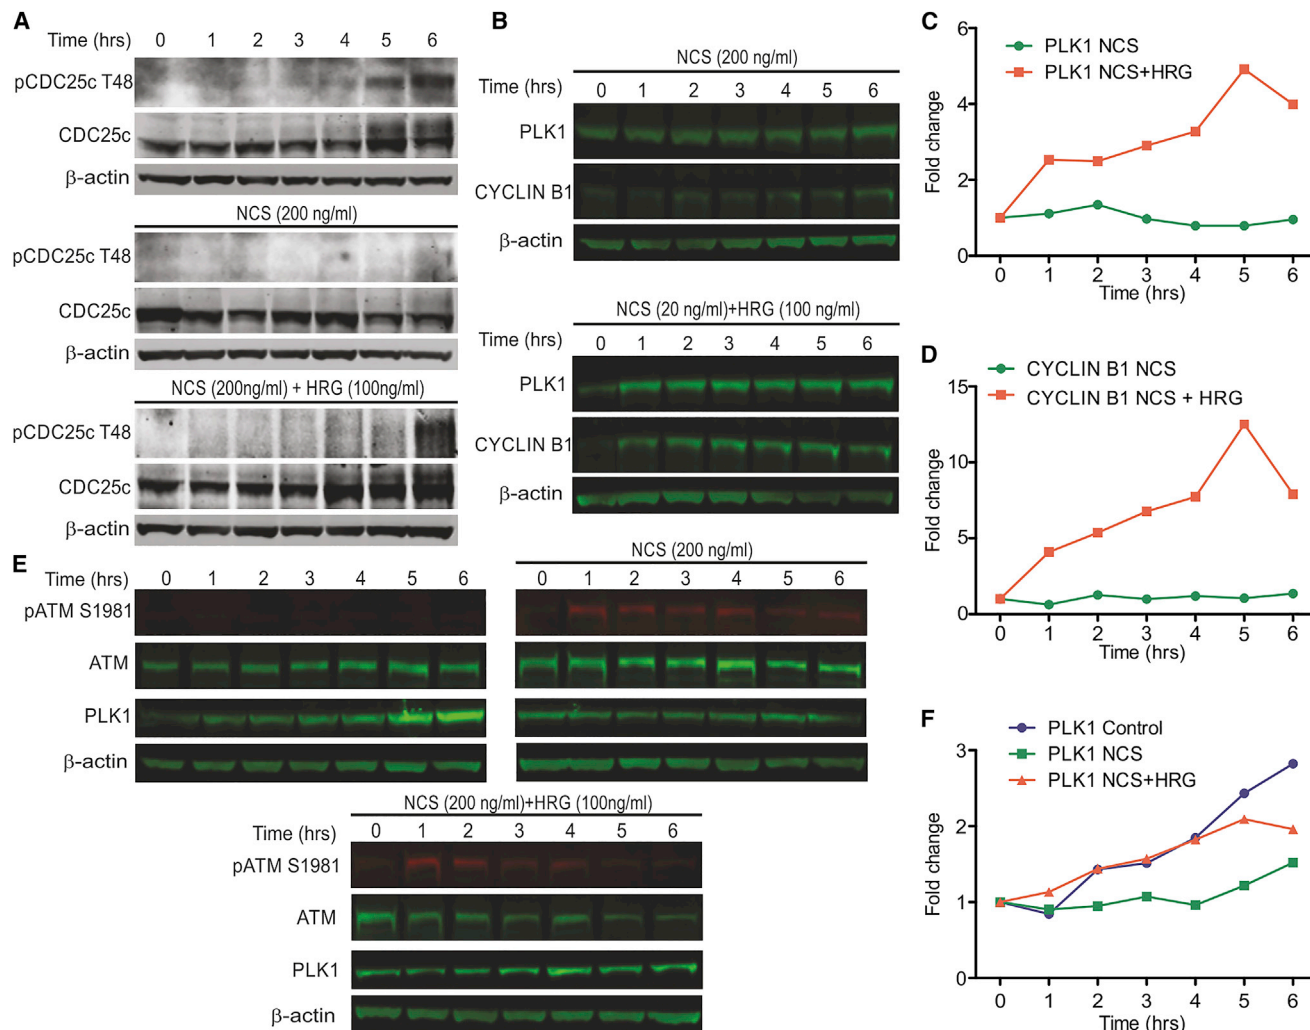 A
Time (hrs) 0 1 2 3 4 5 6
pCDC25c T48
CDC25c
β-actin
NCS (200 ng/ml)
pCDC25c T48
CDC25c
β-actin
NCS (200ng/ml) + HRG (100ng/ml)
pCDC25c T48
CDC25c
β-actin
B
NCS (200 ng/ml)
Time (hrs) 0 1 2 3 4 5 6
PLK1
CYCLIN B1
β-actin
NCS (20 ng/ml)+HRG (100 ng/ml)
Time (hrs) 0 1 2 3 4 5 6
PLK1
CYCLIN B1
β-actin
C
PLK1 NCS
PLK1 NCS+HRG
Fold change
6
4
2
0
0 1 2 3 4 5 6
Time (hrs)
D
CYCLIN B1 NCS
CYCLIN B1 NCS + HRG
Fold change
15
10
5
0
0 1 2 3 4 5 6
Time (hrs)
E
Time (hrs) 0 1 2 3 4 5 6
pATM S1981
ATM
PLK1
β-actin
NCS (200 ng/ml)
0 1 2 3 4 5 6
NCS (200 ng/ml)+HRG (100ng/ml)
Time (hrs) 0 1 2 3 4 5 6
pATM S1981
ATM
PLK1
β-actin
F
PLK1 Control
PLK1 NCS
PLK1 NCS+HRG
Fold change
3
2
1
0
0 1 2 3 4 5 6
Time (hrs)